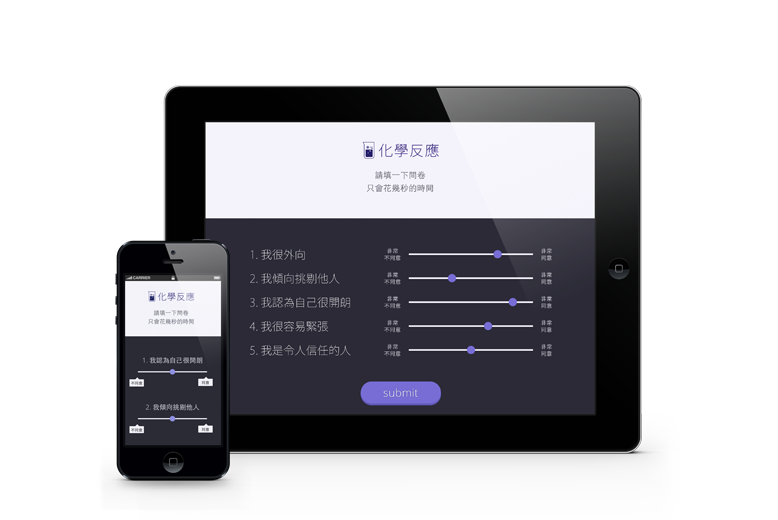 化學反應
請填一下問卷
只會花幾秒的時間
1. 我很外向
非常
不同意
非常
同意
2. 我傾向挑剔他人
非常
不同意
非常
同意
3. 我認為自己很開朗
非常
不同意
非常
同意
4. 我很容易緊張
非常
不同意
非常
同意
5. 我是令人信任的人
非常
不同意
非常
同意
submit
CARRIER
化學反應
請填一下問卷
只會花幾秒的時間
1. 我認為自己很開朗
不同意
同意
2. 我傾向挑剔他人
不同意
同意